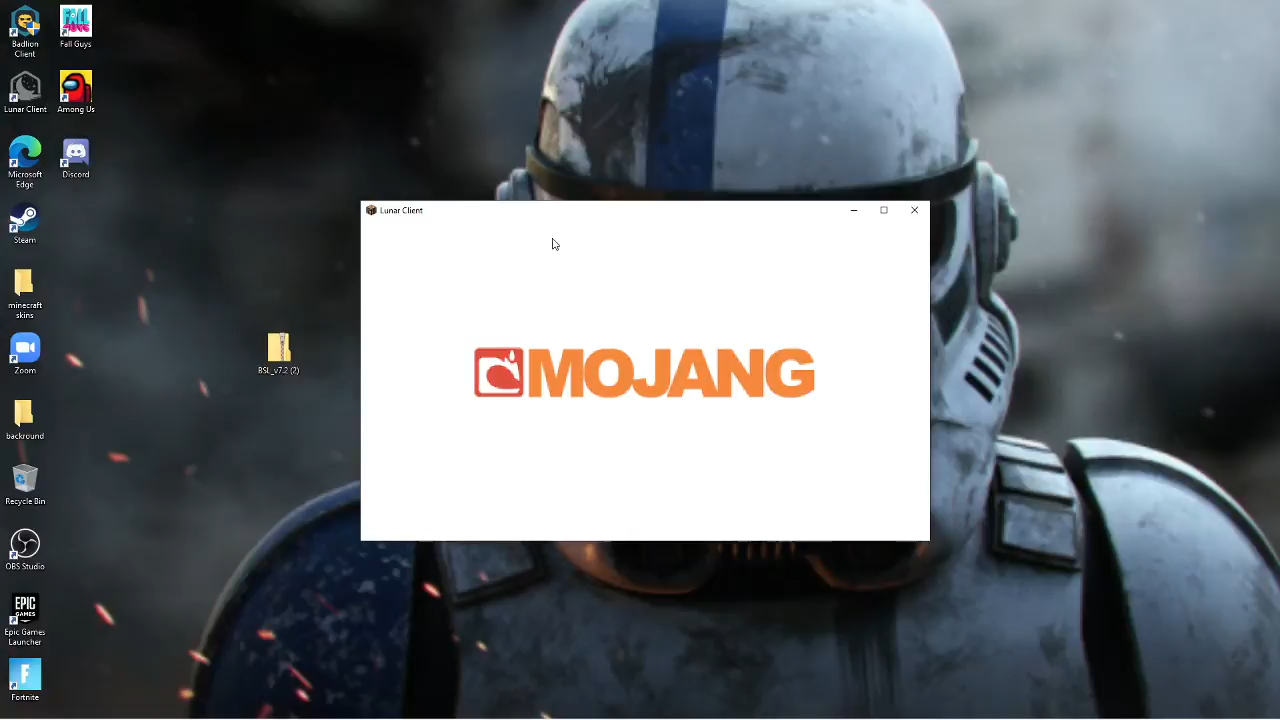 Badlion
Client
Fall Guys
Lunar Client
Among Us
Microsoft
Edge
Discord
Steam
minecraft
skins
Zoom
backround
Recycle Bin
OBS Studio
EPIC
GAMES
Epic Games
Launcher
Fortnite
BSL_v7.2 (2)
Lunar Client
MOJANG